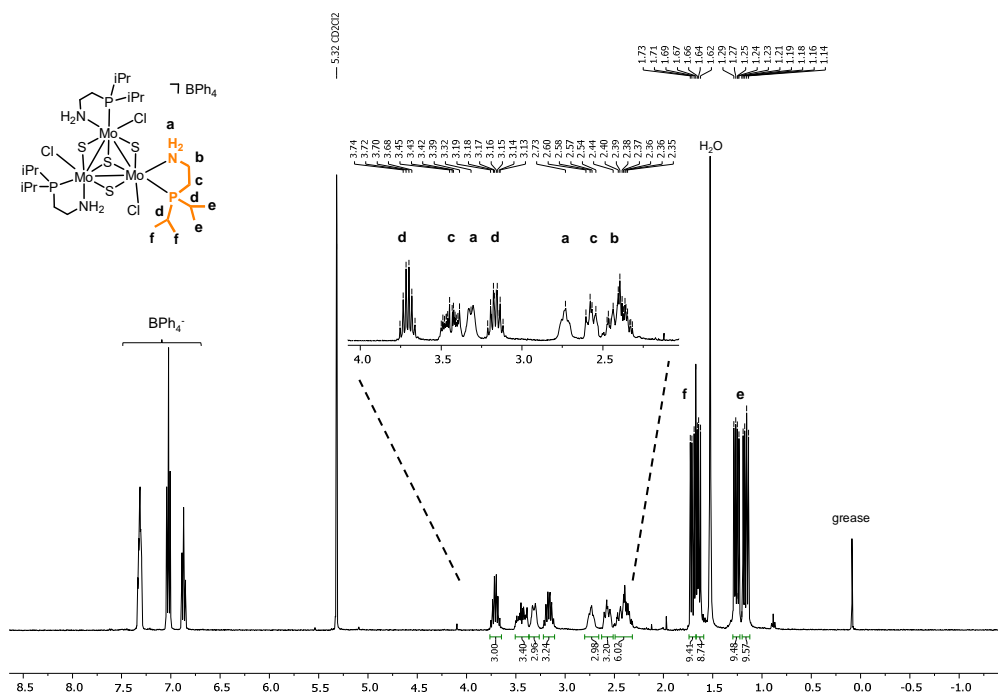 5.32 CD2Cl2
1.73
1.71
1.69
1.67
1.66
1.64
1.62
1.29
1.27
1.25
1.24
1.23
1.21
1.19
1.18
1.16
1.14
iPr
P
iPr
H2N
Cl
Mo
S
S
Cl
S
iPr
P
iPr
Mo
Mo
S
NH2
Cl
BPh4
a
H2
N
b
c
P
d
d
e
e
f
f
3.74
3.72
3.70
3.68
3.45
3.43
3.42
3.39
3.32
3.19
3.18
3.17
3.16
3.15
3.14
3.13
2.73
2.60
2.58
2.57
2.54
2.44
2.40
2.39
2.38
2.37
2.36
2.36
2.35
H2O
d c a d a c b
4.0 3.5 3.0 2.5
BPh4-
f e
grease
3.00
3.40
2.96
3.24
2.98
3.20
6.02
9.41
8.74
9.48
9.57
8.5 8.0 7.5 7.0 6.5 6.0 5.5 5.0 4.5 4.0 3.5 3.0 2.5 2.0 1.5 1.0 0.5 0.0 -0.5 -1.0